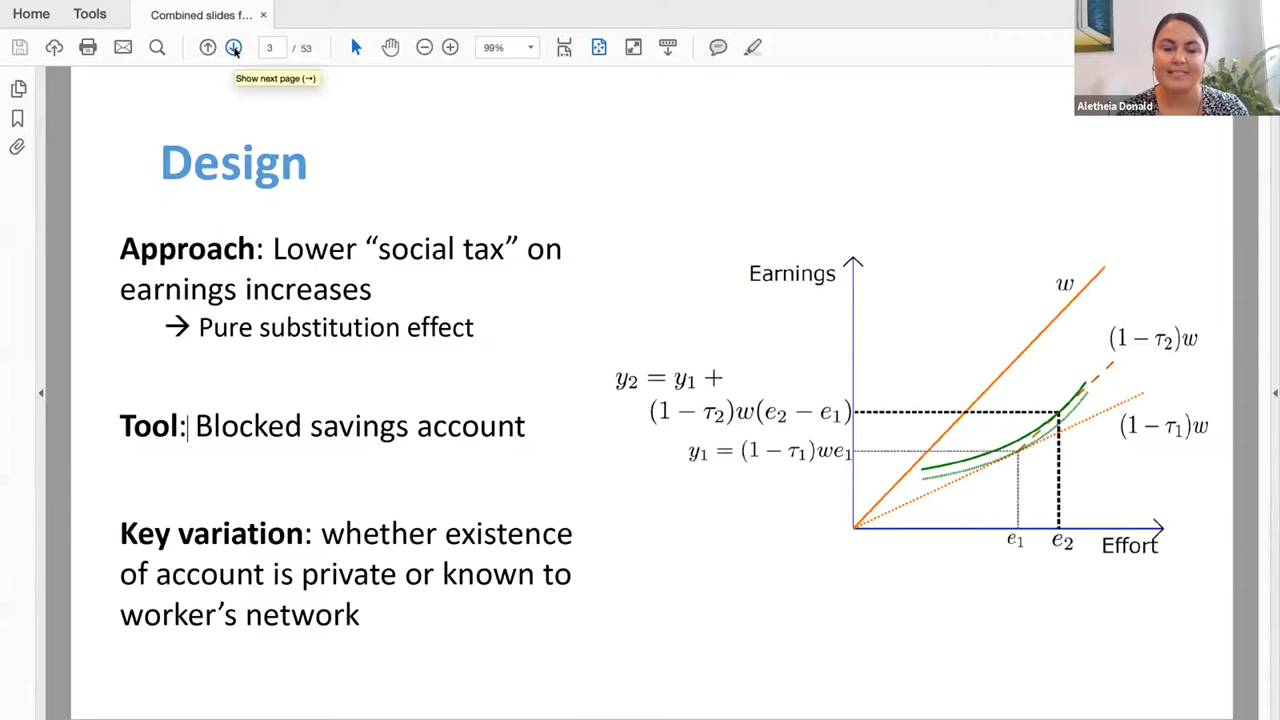 Home Tools Combined slides f... ×
3 / 53 99%
Show next page (→)
Aletheia Donald
Design
Approach: Lower “social tax” on
earnings increases
→ Pure substitution effect
Tool: Blocked savings account
Key variation: whether existence
of account is private or known to
worker’s network
Earnings
w
(1 − τ₂)w
y₂ = y₁ +
(1 − τ₂)w(e₂ − e₁)
(1 − τ₁)w
y₁ = (1 − τ₁)we₁
e₁ e₂ Effort